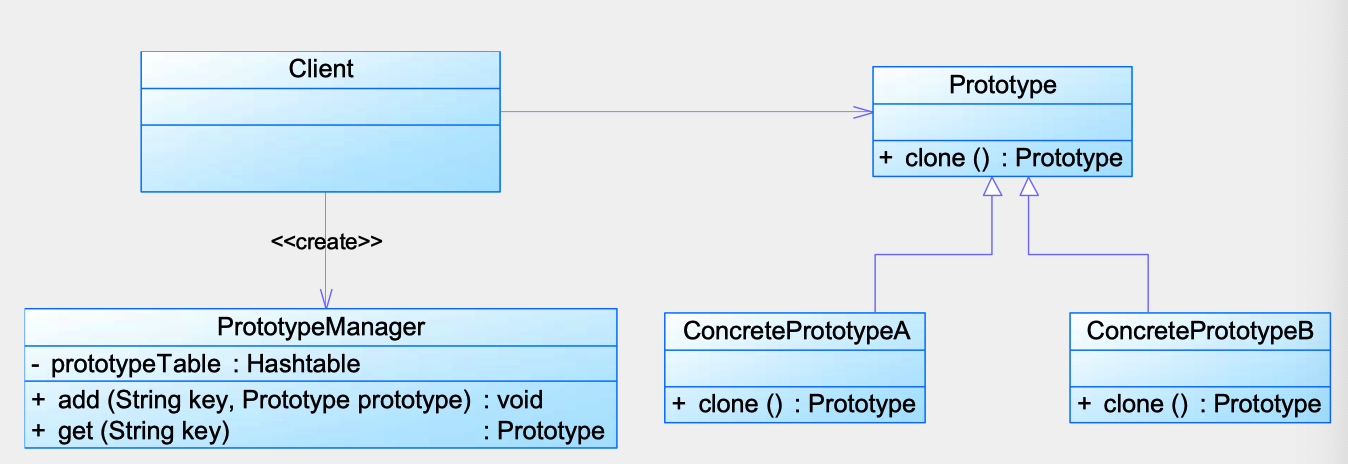 Client
Prototype
+ clone () : Prototype
<<create>>
PrototypeManager
- prototypeTable : Hashtable
+ add (String key, Prototype prototype) : void
+ get (String key) : Prototype
ConcretePrototypeA
+ clone () : Prototype
ConcretePrototypeB
+ clone () : Prototype